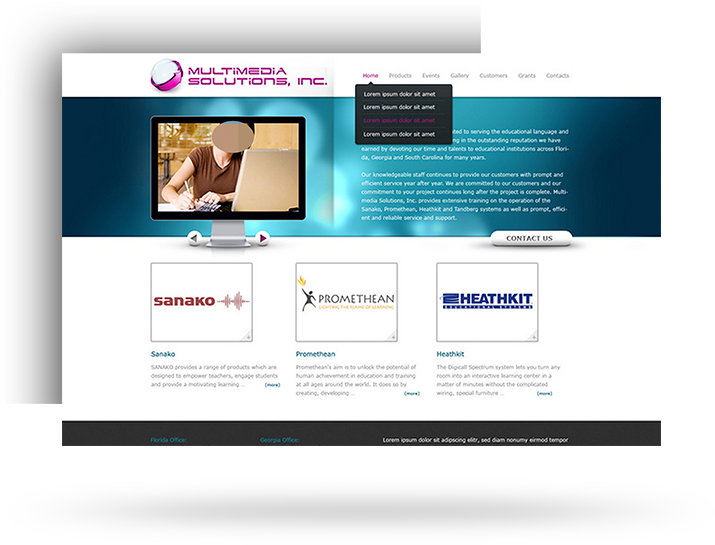 MULTIMEDIA
SOLUTIONS, INC.
Home Products Events Gallery Customers Grants Contacts
Lorem ipsum dolor sit amet
Lorem ipsum dolor sit amet
Lorem ipsum dolor sit amet
Lorem ipsum dolor sit amet
to serving the educational language and
in the outstanding reputation we have
earned by devoting our time and talents to educational institutions across Flori-
da, Georgia and South Carolina for many years.
Our knowledgeable staff continues to provide our customers with prompt and
efficient service year after year. We are committed to our customers and our
commitment to your project continues long after the project is complete. Multi-
media Solutions, Inc. provides extensive training on the operation of the
Sanako, Promethean, Heathkit and Tandberg systems as well as prompt, effici-
ent and reliable service and support.
CONTACT US
sanako
PROMETHEAN
LIGHTING THE FLAME OF LEARNING
HEATHKIT
EDUCATIONAL SYSTEMS
Sanako
SANAKO provides a range of products which are
designed to empower teachers, engage students
and provide a motivating learning ... (more)
Promethean
Promethean's aim is to unlock the potential of
human achievement in education and training
at all ages around the world. It does so by
creating, developing ... (more)
Heathkit
The Digicall Spectrum system lets you turn any
room into an interactive learning center in a
matter of minutes without the complicated
wiring, special furniture ... (more)
Florida Office: Georgia Office: Lorem ipsum dolor sit adipscing elitr, sed diam nonumy eirmod tempor